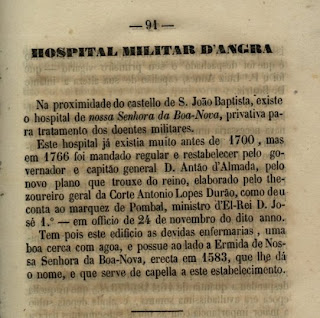 — 91 —
HOSPITAL MILITAR D'ANGRA
Na proximidade do castello de S. João Baptista, existe
o hospital de nossa Senhora da Boa-Nova, privativa pa-
ra tratamento dos doentes militares.
Este hospital já existia muito antes de 1700 , mas
em 1766 foi mandado regular e restabelecer pelo go-
vernador e capitão general D. Antão d'Almada, pelo
novo plano que trouxe do reino, elaborado pelo the-
zoureiro geral da Corte Antonio Lopes Durão, como deu
conta ao marquez de Pombal, ministro d'El-Rei D. Jo-
sé 1.º — em officio de 24 de novembro do dito anno.
Tem pois este edificio as devidas enfermarias , uma
boa cerca com agoa, e possue ao lado a Ermida de Nos-
sa Senhora da Boa-Nova, erecta em 1583, que lhe dá
o nome, e que serve de capella a este estabelecimento.